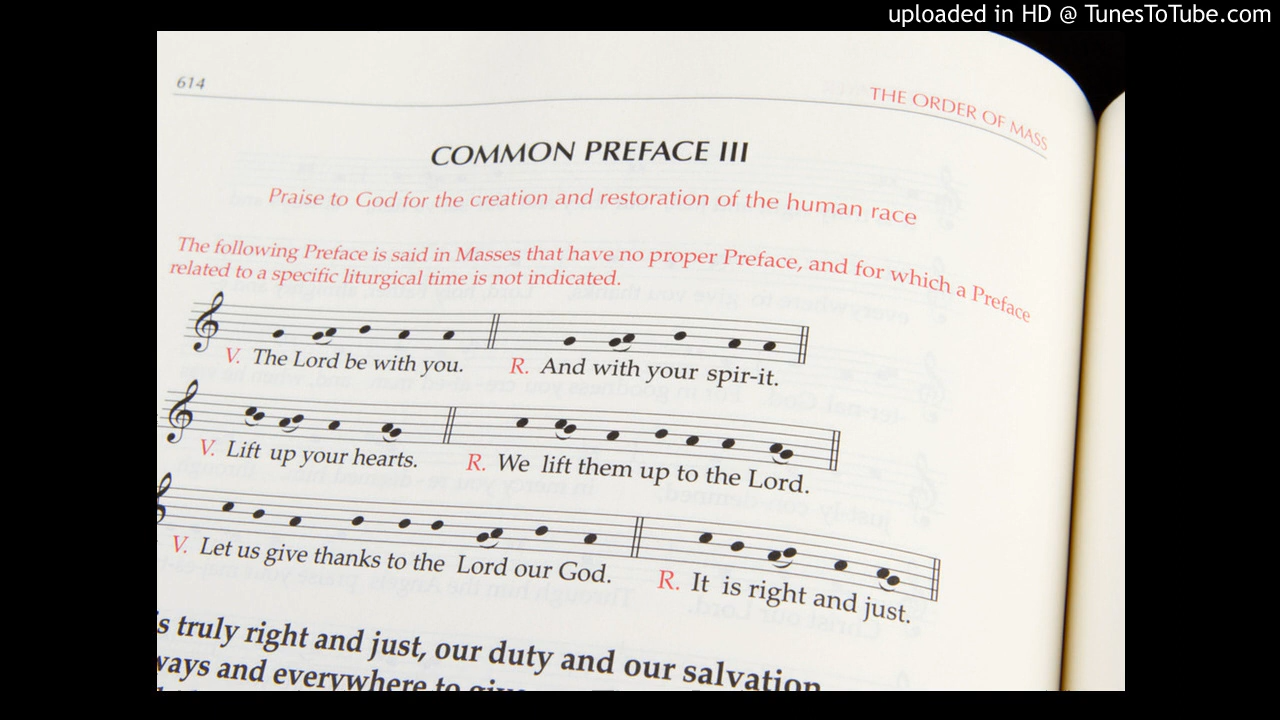 uploaded in HD @ TunesToTube.com
614
THE ORDER OF MASS
COMMON PREFACE III
Praise to God for the creation and restoration of the human race
The following Preface is said in Masses that have no proper Preface, and for which a Preface
related to a specific liturgical time is not indicated.
V. The Lord be with you. R. And with your spir-it.
V. Lift up your hearts. R. We lift them up to the Lord.
V. Let us give thanks to the Lord our God. R. It is right and just.
s truly right and just, our duty and our salvation
ways and everywhere to